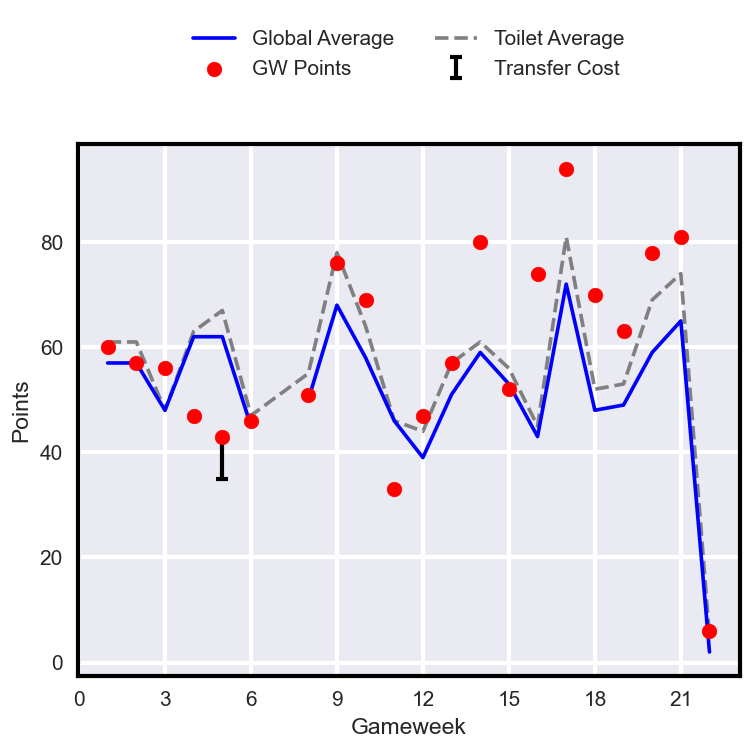 Global Average Toilet Average
GW Points Transfer Cost
80
60
40
20
0
Points
0 3 6 9 12 15 18 21
Gameweek